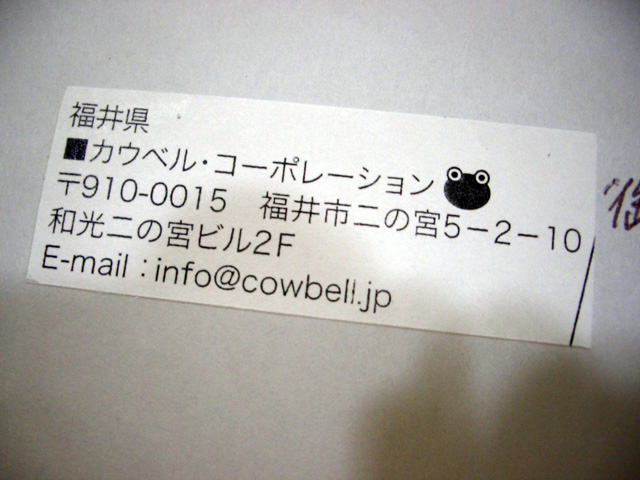 福井県
■カウベル・コーポレーション
〒910-0015 福井市二の宮5−2−10
和光二の宮ビル2F
E-mail：info@cowbell.jp